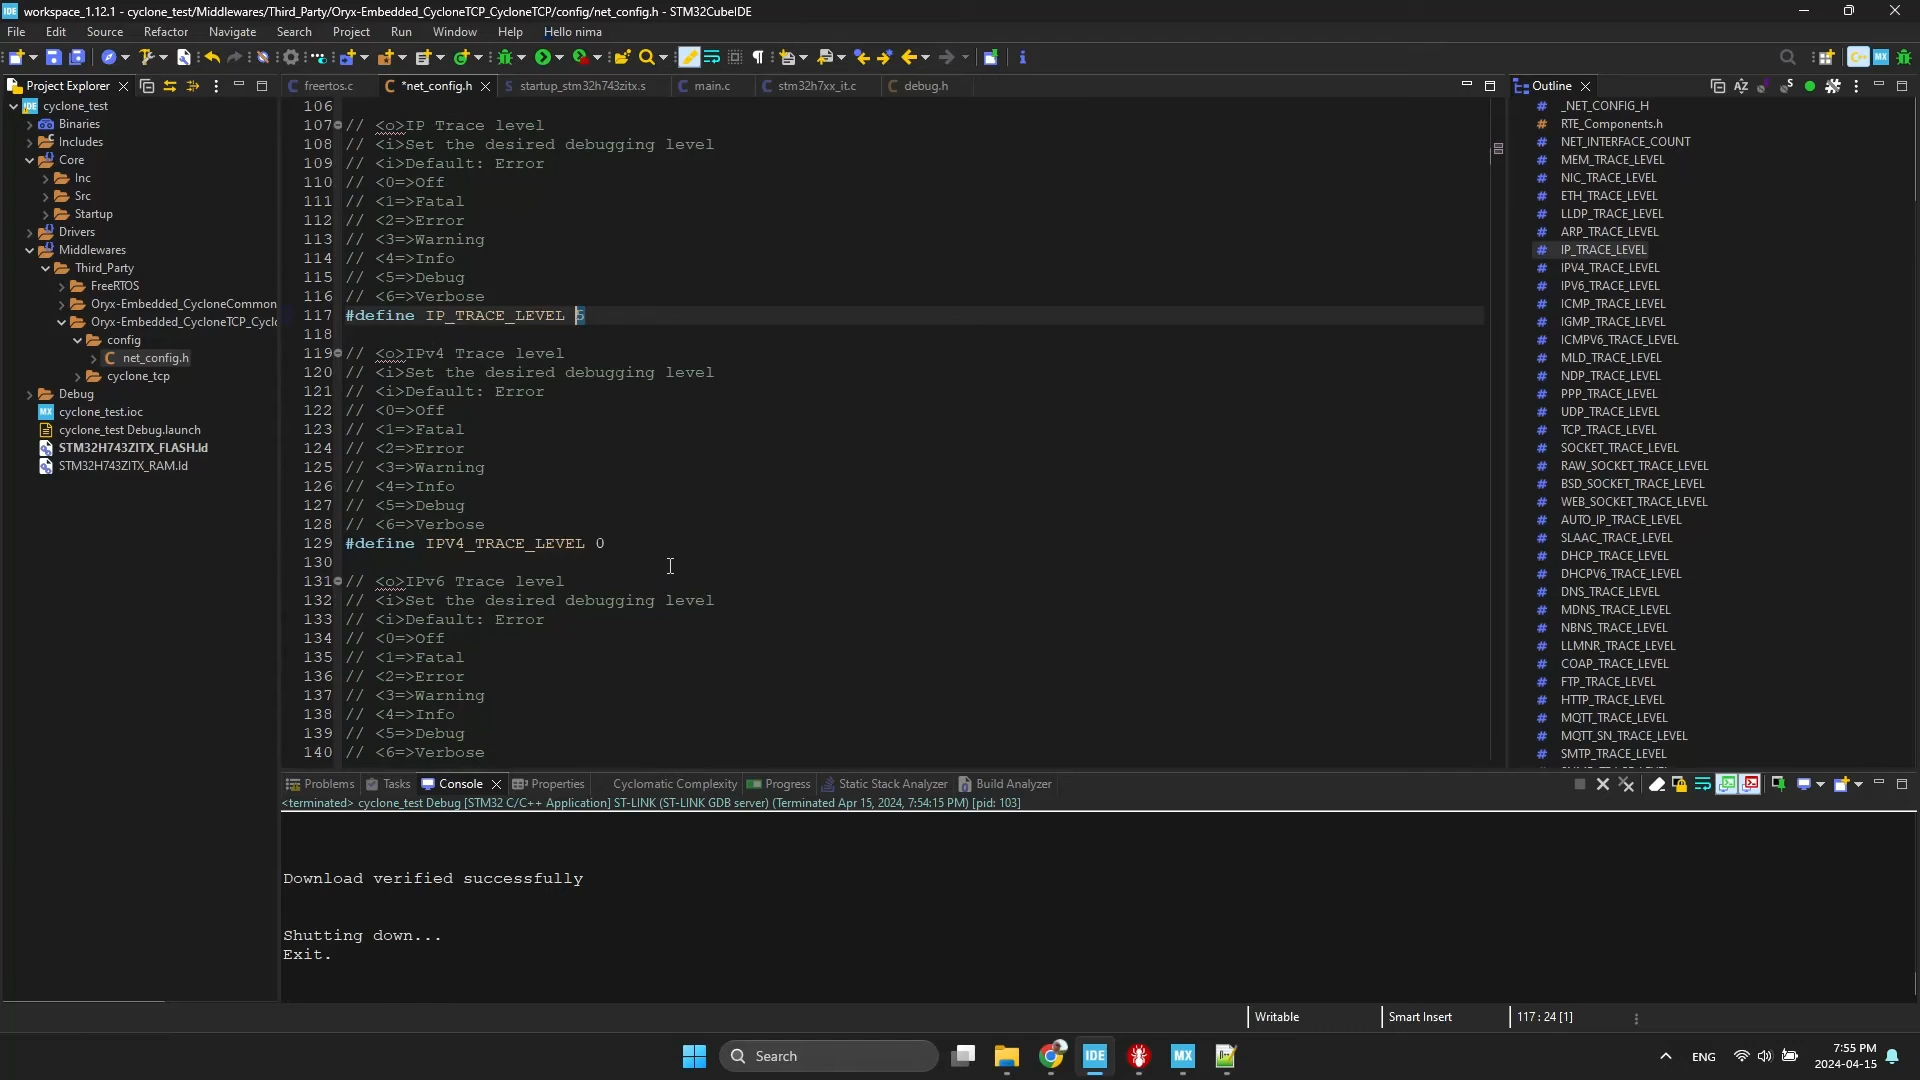 workspace_1.12.1 - cyclone_test/Middlewares/Third_Party/Oryx-Embedded_CycloneTCP_CycloneTCP/config/net_config.h - STM32CubeIDE
File Edit Source Refactor Navigate Search Project Run Window Help Hello nima
Project Explorer
cyclone_test
Binaries
Includes
Core
Inc
Src
Startup
Drivers
Middlewares
Third_Party
FreeRTOS
Oryx-Embedded_CycloneCommon
Oryx-Embedded_CycloneTCP_Cycl
config
net_config.h
cyclone_tcp
Debug
cyclone_test.ioc
cyclone_test Debug.launch
STM32H743ZITX_FLASH.ld
STM32H743ZITX_RAM.ld
freertos.c *net_config.h startup_stm32h743zitx.s main.c stm32h7xx_it.c debug.h
106
107 // <o>IP Trace level
108 // <i>Set the desired debugging level
109 // <i>Default: Error
110 // <0=>Off
111 // <1=>Fatal
112 // <2=>Error
113 // <3=>Warning
114 // <4=>Info
115 // <5=>Debug
116 // <6=>Verbose
117 #define IP_TRACE_LEVEL 5
118
119 // <o>IPv4 Trace level
120 // <i>Set the desired debugging level
121 // <i>Default: Error
122 // <0=>Off
123 // <1=>Fatal
124 // <2=>Error
125 // <3=>Warning
126 // <4=>Info
127 // <5=>Debug
128 // <6=>Verbose
129 #define IPV4_TRACE_LEVEL 0
130
131 // <o>IPv6 Trace level
132 // <i>Set the desired debugging level
133 // <i>Default: Error
134 // <0=>Off
135 // <1=>Fatal
136 // <2=>Error
137 // <3=>Warning
138 // <4=>Info
139 // <5=>Debug
140 // <6=>Verbose
Outline
_NET_CONFIG_H
RTE_Components.h
NET_INTERFACE_COUNT
MEM_TRACE_LEVEL
NIC_TRACE_LEVEL
ETH_TRACE_LEVEL
LLDP_TRACE_LEVEL
ARP_TRACE_LEVEL
IP_TRACE_LEVEL
IPV4_TRACE_LEVEL
IPV6_TRACE_LEVEL
ICMP_TRACE_LEVEL
IGMP_TRACE_LEVEL
ICMPV6_TRACE_LEVEL
MLD_TRACE_LEVEL
NDP_TRACE_LEVEL
PPP_TRACE_LEVEL
UDP_TRACE_LEVEL
TCP_TRACE_LEVEL
SOCKET_TRACE_LEVEL
RAW_SOCKET_TRACE_LEVEL
BSD_SOCKET_TRACE_LEVEL
WEB_SOCKET_TRACE_LEVEL
AUTO_IP_TRACE_LEVEL
SLAAC_TRACE_LEVEL
DHCP_TRACE_LEVEL
DHCPV6_TRACE_LEVEL
DNS_TRACE_LEVEL
MDNS_TRACE_LEVEL
NBNS_TRACE_LEVEL
LLMNR_TRACE_LEVEL
COAP_TRACE_LEVEL
FTP_TRACE_LEVEL
HTTP_TRACE_LEVEL
MQTT_TRACE_LEVEL
MQTT_SN_TRACE_LEVEL
SMTP_TRACE_LEVEL
Problems Tasks Console Properties Cyclomatic Complexity Progress Static Stack Analyzer Build Analyzer
<terminated> cyclone_test Debug [STM32 C/C++ Application] ST-LINK (ST-LINK GDB server) (Terminated Apr 15, 2024, 7:54:15 PM) [pid: 103]
Download verified successfully
Shutting down...
Exit.
Writable Smart Insert 117 : 24 [1]
Search
IDE
MX
ENG
7:55 PM
2024-04-15